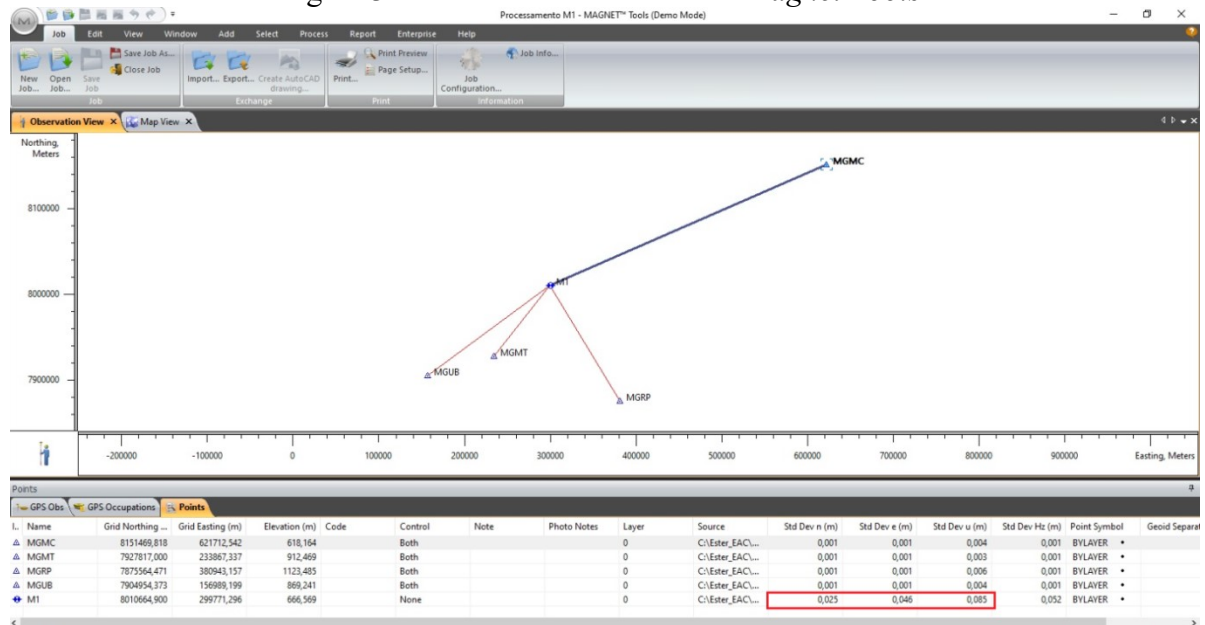 Processamento M1 - MAGNET™ Tools (Demo Mode)
Job Edit View Window Add Select Process Report Enterprise Help
New Job... Open Job... Save Job Save Job As... Close Job
Job
Import... Export... Create AutoCAD drawing...
Exchange
Print... Print Preview Page Setup...
Print
Job Configuration... Job Info...
Information
Observation View Map View
Northing, Meters
MGMC
8100000
M1
8000000
MGMT
MGUB
7900000
MGRP
-200000 -100000 0 100000 200000 300000 400000 500000 600000 700000 800000 900000 Easting, Meters
Points
GPS Obs GPS Occupations Points
I.. Name Grid Northing ... Grid Easting (m) Elevation (m) Code Control Note Photo Notes Layer Source Std Dev n (m) Std Dev e (m) Std Dev u (m) Std Dev Hz (m) Point Symbol Geoid Separat
MGMC 8151469,818 621712,542 618,164 Both 0 C:\Ester_EAC\... 0,001 0,001 0,004 0,001 BYLAYER •
MGMT 7927817,000 233867,337 912,469 Both 0 C:\Ester_EAC\... 0,001 0,001 0,003 0,001 BYLAYER •
MGRP 7875564,471 380943,157 1123,485 Both 0 C:\Ester_EAC\... 0,001 0,001 0,006 0,001 BYLAYER •
MGUB 7904954,373 156989,199 869,241 Both 0 C:\Ester_EAC\... 0,001 0,001 0,004 0,001 BYLAYER •
M1 8010664,900 299771,296 666,569 None 0 C:\Ester_EAC\... 0,025 0,046 0,085 0,052 BYLAYER •